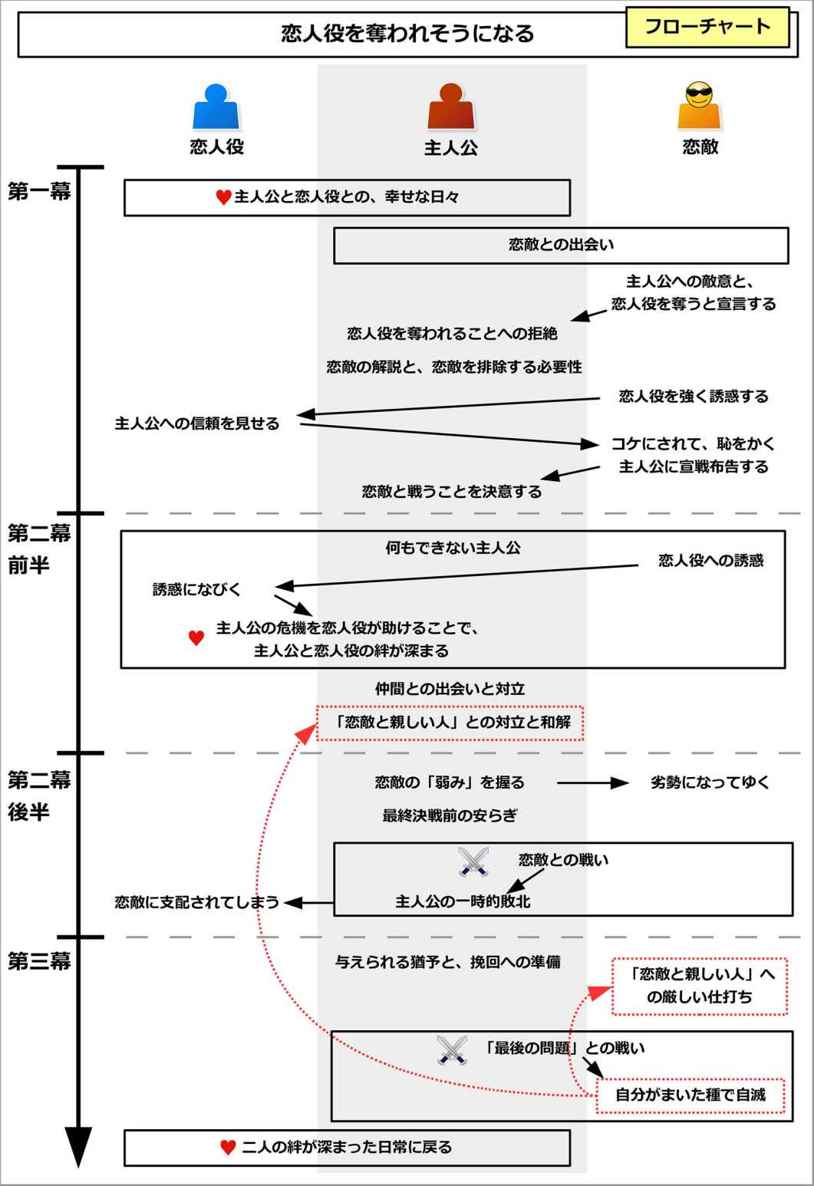 恋人役を奪われそうになる
フローチャート
恋人役
主人公
恋敵
第一幕
主人公と恋人役との、幸せな日々
恋敵との出会い
主人公への敵意と、
恋人役を奪うと宣言する
恋人役を奪われることへの拒絶
恋敵の解説と、恋敵を排除する必要性
恋人役を強く誘惑する
主人公への信頼を見せる
コケにされて、恥をかく
主人公に宣戦布告する
恋敵と戦うことを決意する
第二幕
前半
何もできない主人公
恋人役への誘惑
誘惑になびく
主人公の危機を恋人役が助けることで、
主人公と恋人役の絆が深まる
仲間との出会いと対立
「恋敵と親しい人」との対立と和解
第二幕
後半
恋敵の「弱み」を握る
劣勢になってゆく
最終決戦前の安らぎ
恋敵との戦い
主人公の一時的敗北
恋敵に支配されてしまう
第三幕
与えられる猶予と、挽回への準備
「恋敵と親しい人」へ
の厳しい仕打ち
「最後の問題」との戦い
自分がまいた種で自滅
二人の絆が深まった日常に戻る